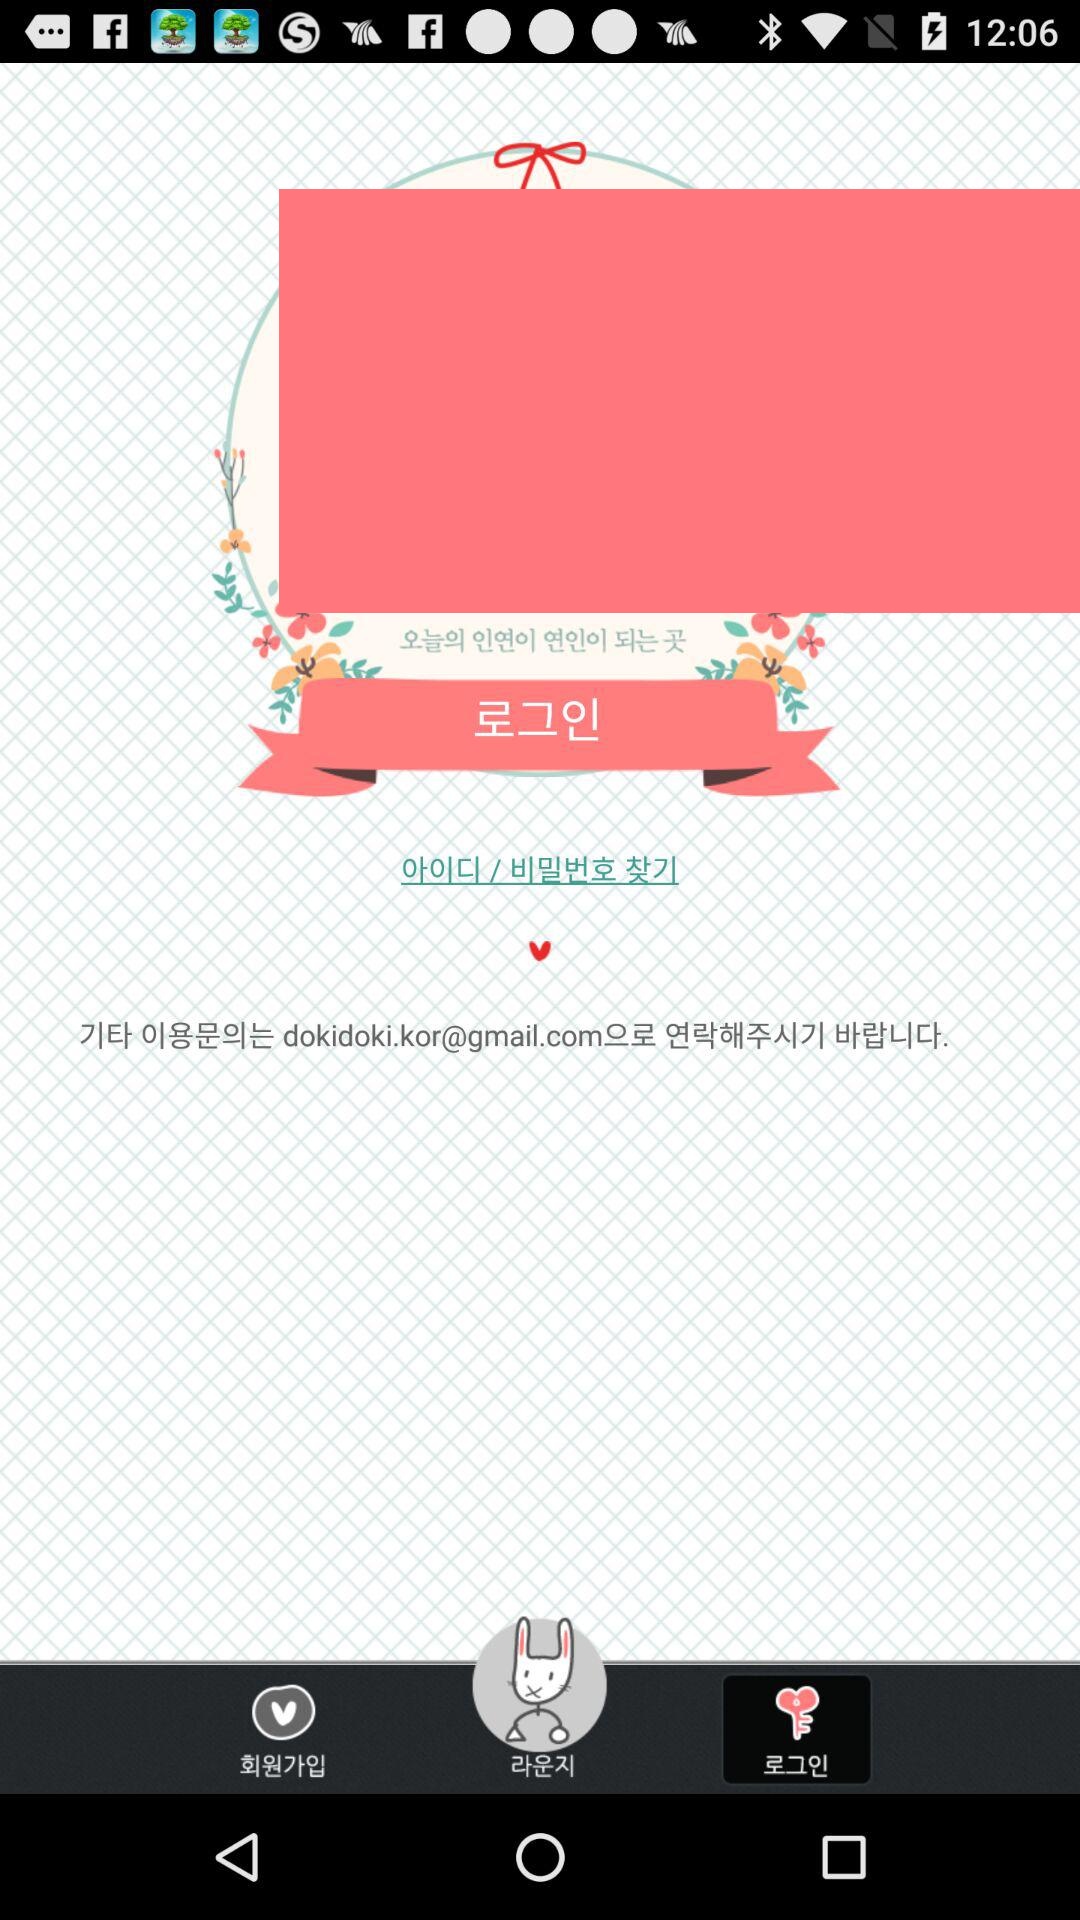 12:06
오늘의 인연이 연인이 되는 곳
로그인
아이디 / 비밀번호 찾기
기타 이용문의는 dokidoki.kor@gmail.com으로 연락해주시기 바랍니다.
회원가입
라운지
로그인